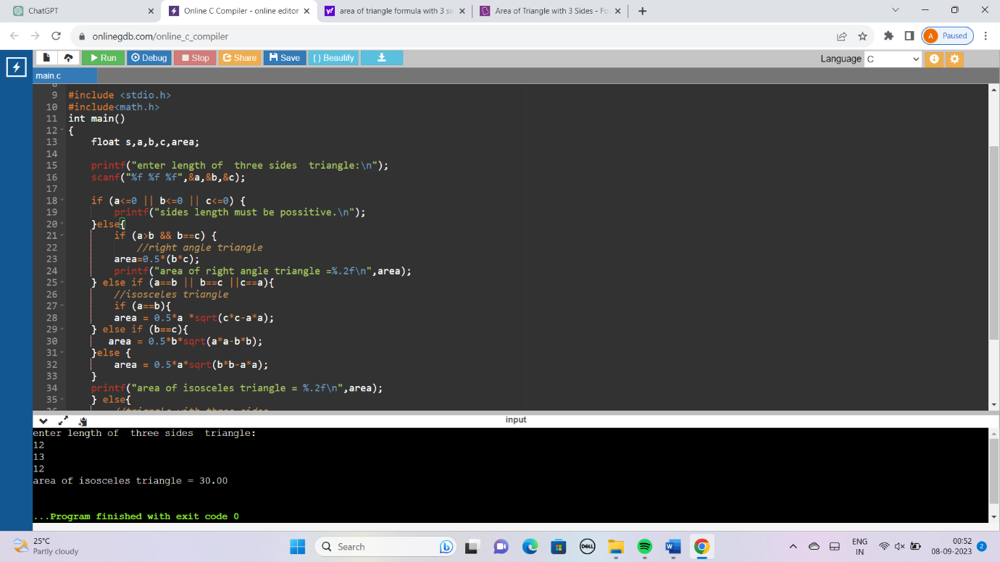 ChatGPT
Online C Compiler - online editor
area of triangle formula with 3 sid
Area of Triangle with 3 Sides - Fo
onlinegdb.com/online_c_compiler
A Paused
Run Debug Stop Share Save { } Beautify
Language C
main.c
8
9 #include <stdio.h>
10 #include<math.h>
11 int main()
12 {
13 float s,a,b,c,area;
14
15 printf("enter length of  three sides  triangle:\n");
16 scanf("%f %f %f",&a,&b,&c);
17
18 if (a<=0 || b<=0 || c<=0) {
19 printf("sides length must be possitive.\n");
20 }else{
21 if (a>b && b==c) {
22 //right angle triangle
23 area=0.5*(b*c);
24 printf("area of right angle triangle =%.2f\n",area);
25 } else if (a==b || b==c ||c==a){
26 //isosceles triangle
27 if (a==b){
28 area = 0.5*a *sqrt(c*c-a*a);
29 } else if (b==c){
30 area = 0.5*b*sqrt(a*a-b*b);
31 }else {
32 area = 0.5*a*sqrt(b*b-a*a);
33 }
34 printf("area of isosceles triangle = %.2f\n",area);
35 } else{
36 //triangle with three sides
input
enter length of  three sides  triangle:
12
13
12
area of isosceles triangle = 30.00
...Program finished with exit code 0
25°C
Partly cloudy
Search
DELL
ENG
IN
00:52
08-09-2023
2